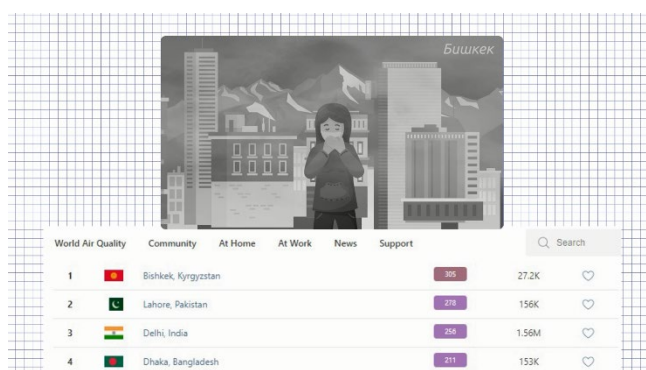 Бишкек
World Air Quality Community At Home At Work News Support Search
1 Bishkek, Kyrgyzstan 305 27.2K
2 Lahore, Pakistan 278 156K
3 Delhi, India 256 1.56M
4 Dhaka, Bangladesh 211 153K